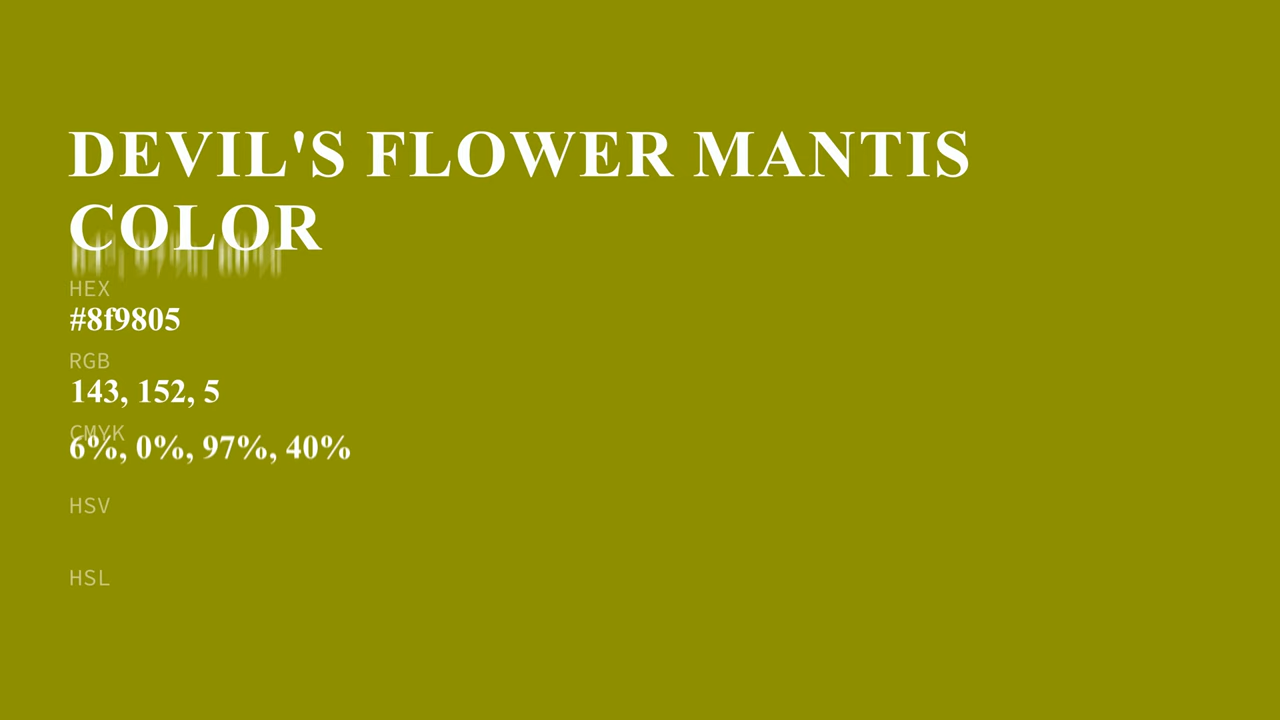 DEVIL'S FLOWER MANTIS
COLOR
HEX
#8f9805
RGB
143, 152, 5
CMYK
6%, 0%, 97%, 40%
HSV
HSL